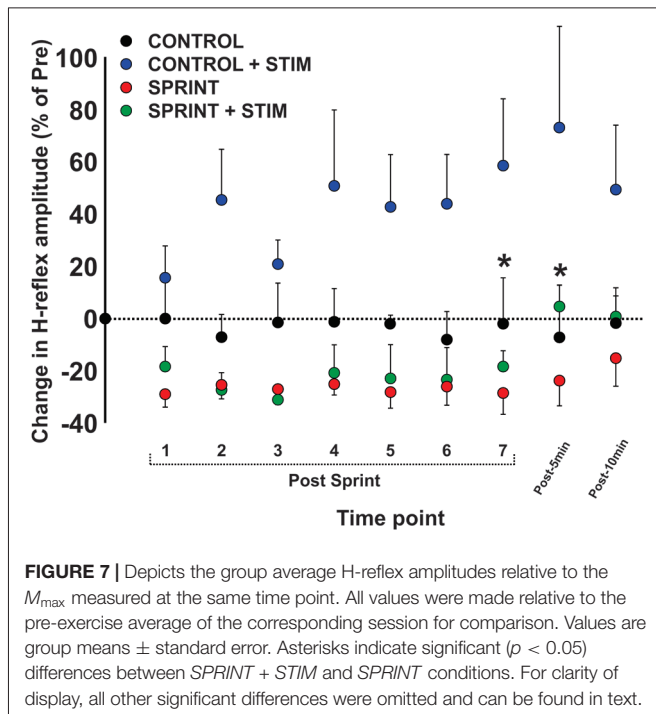 CONTROL
CONTROL + STIM
SPRINT
SPRINT + STIM
Change in H-reflex amplitude (% of Pre)
100
80
60
40
20
0
-20
-40
*
*
1 2 3 4 5 6 7 Post-5min Post-10min
Post Sprint
Time point
FIGURE 7 | Depicts the group average H-reflex amplitudes relative to the
Mmax measured at the same time point. All values were made relative to the
pre-exercise average of the corresponding session for comparison. Values are
group means ± standard error. Asterisks indicate significant (p < 0.05)
differences between SPRINT + STIM and SPRINT conditions. For clarity of
display, all other significant differences were omitted and can be found in text.